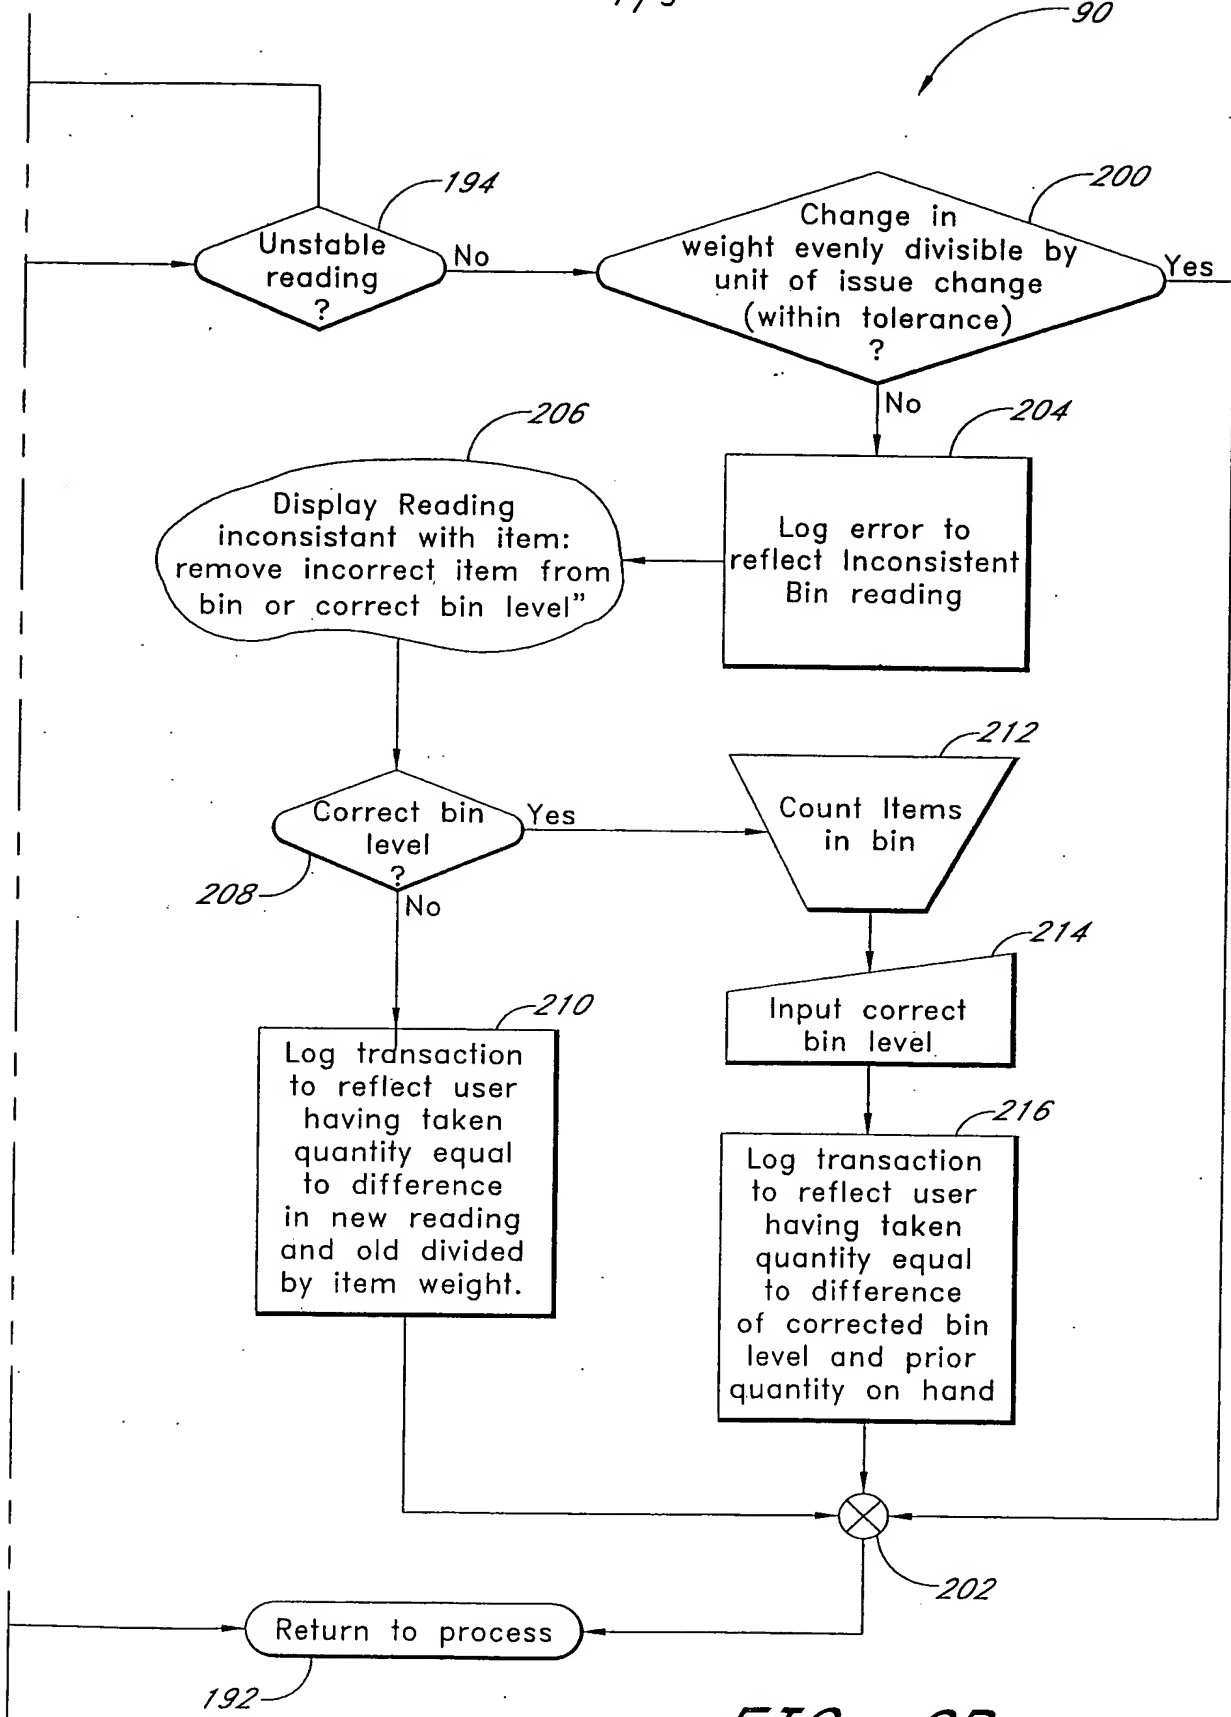 90
194
Unstable
reading
?
No
200
Change in
weight evenly divisible by
unit of issue change
(within tolerance)
?
Yes
No
204
Log error to
reflect Inconsistent
Bin reading
206
Display Reading
inconsistant with item:
remove incorrect item from
bin or correct bin level”
208
Correct bin
level
?
Yes
No
212
Count Items
in bin
214
Input correct
bin level
210
Log transaction
to reflect user
having taken
quantity equal
to difference
in new reading
and old divided
by item weight.
216
Log transaction
to reflect user
having taken
quantity equal
to difference
of corrected bin
level and prior
quantity on hand
202
Return to process
192